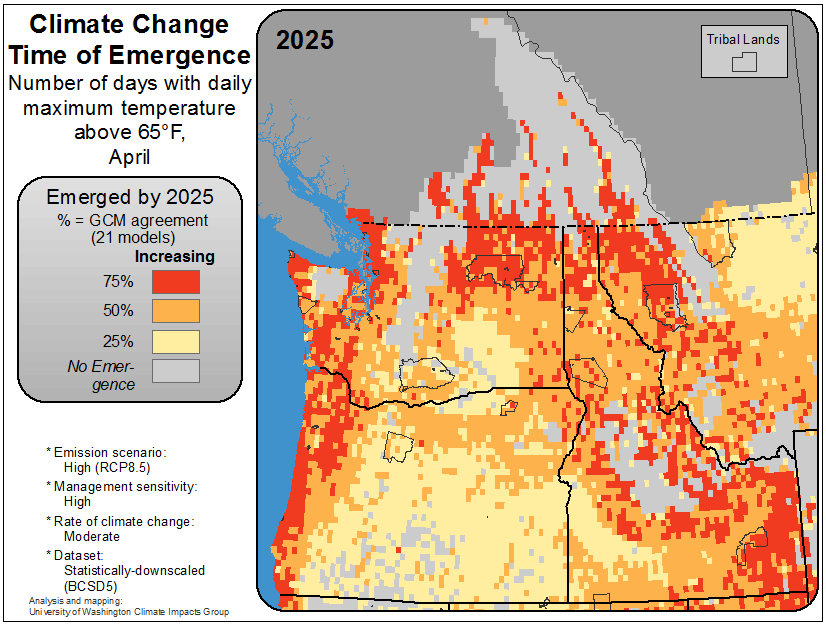 Climate Change
Time of Emergence
Number of days with daily
maximum temperature
above 65°F,
April
Emerged by 2025
% = GCM agreement
(21 models)
Increasing
75%
50%
25%
No Emer-
gence
* Emission scenario:
High (RCP8.5)
* Management sensitivity:
High
* Rate of climate change:
Moderate
* Dataset:
Statistically-downscaled
(BCSD5)
Analysis and mapping:
University of Washington Climate Impacts Group
2025
Tribal Lands